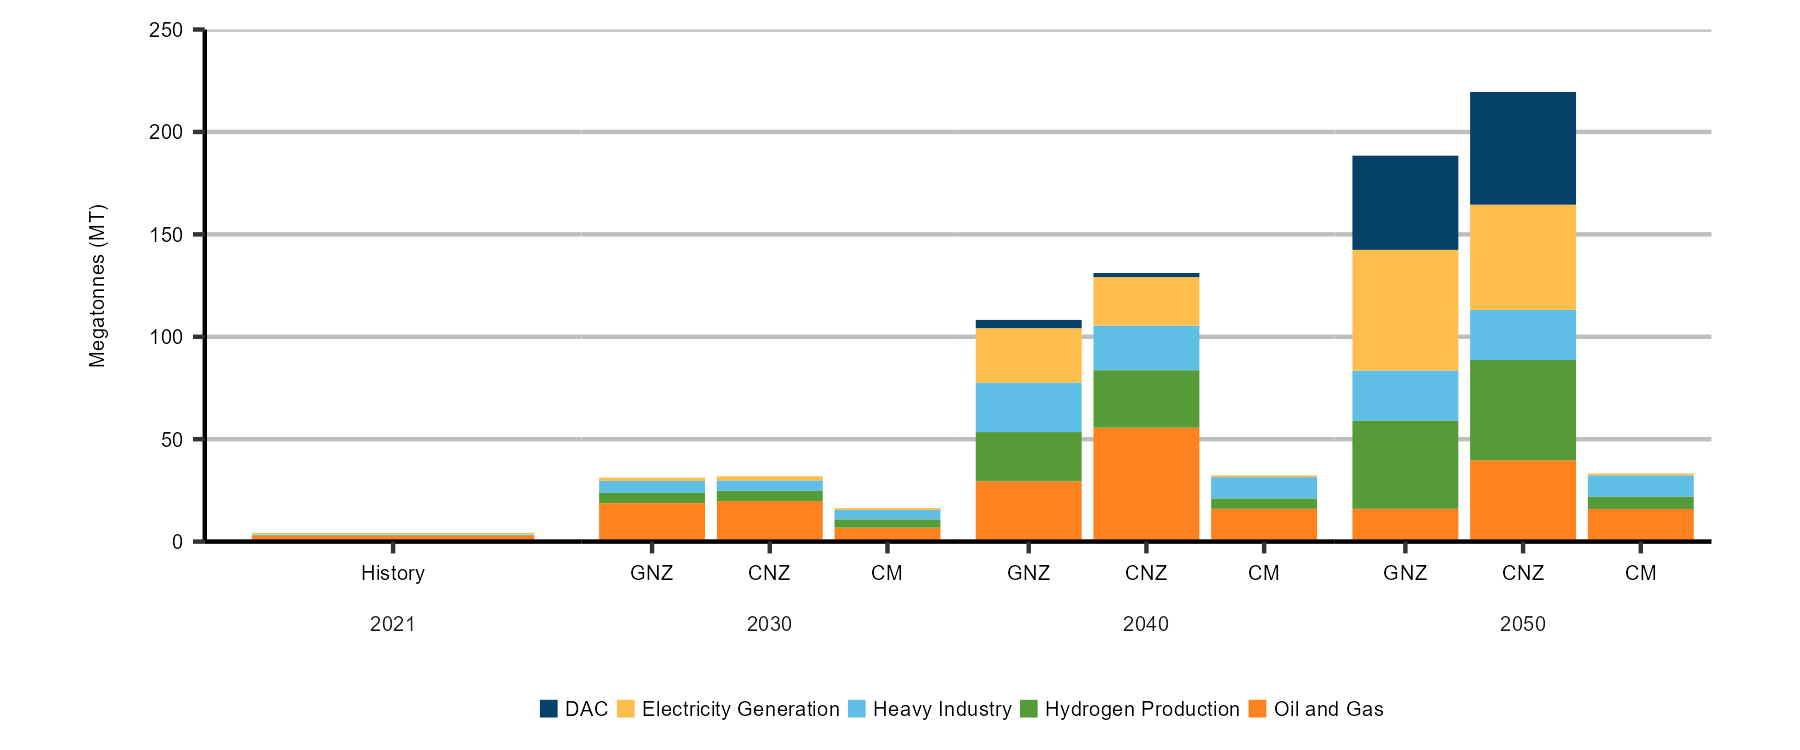 250
200
150
100
50
0
Megatonnes (MT)
History GNZ CNZ CM GNZ CNZ CM GNZ CNZ CM
2021 2030 2040 2050
DAC Electricity Generation Heavy Industry Hydrogen Production Oil and Gas